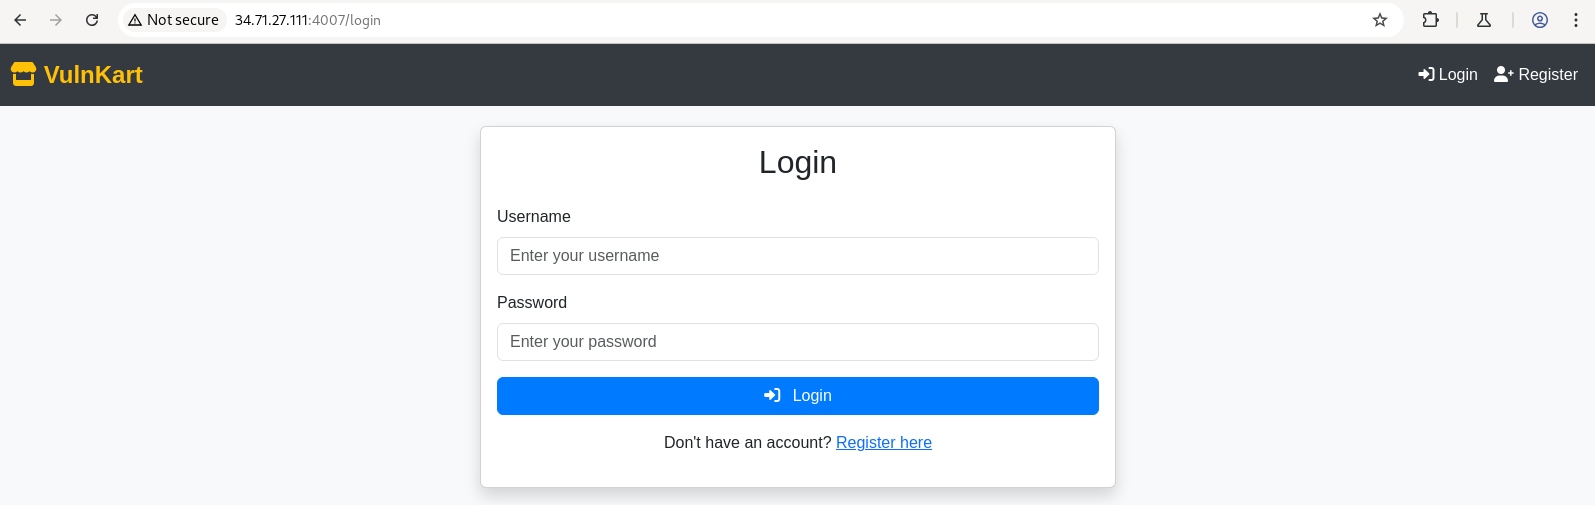 Not secure 34.71.27.111:4007/login
VulnKart
Login Register
Login
Username
Enter your username
Password
Enter your password
Login
Don't have an account? Register here